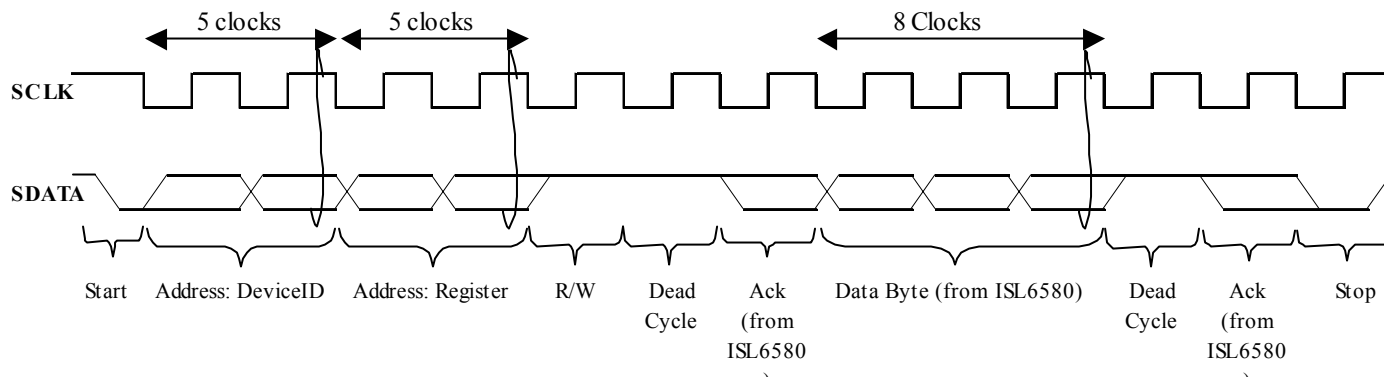 5 clocks 5 clocks 8 Clocks
SCLK
SDATA
Start Address: DeviceID Address: Register R/W Dead Ack Data Byte (from ISL6580) Dead Ack Stop
Cycle (from Cycle (from
ISL6580 ISL6580
) )